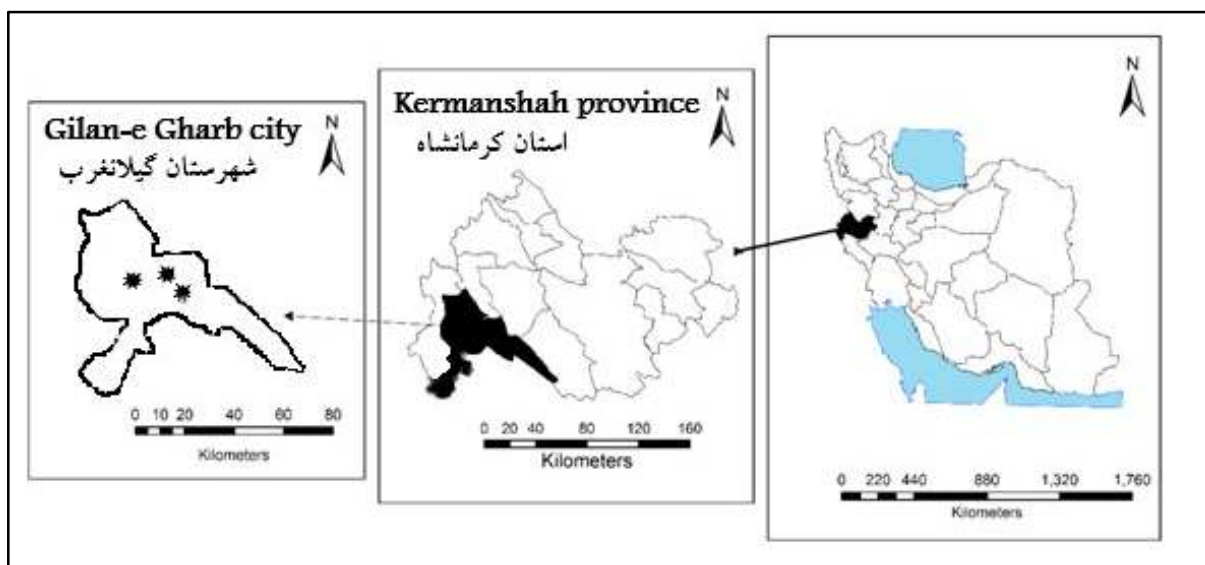 Gilan-e Gharb city
شهرستان گیلانغرب
N
0 10 20 40 60 80
Kilometers
Kermanshah province
استان کرمانشاه
N
0 20 40 80 120 160
Kilometers
N
0 220 440 880 1,320 1,760
Kilometers